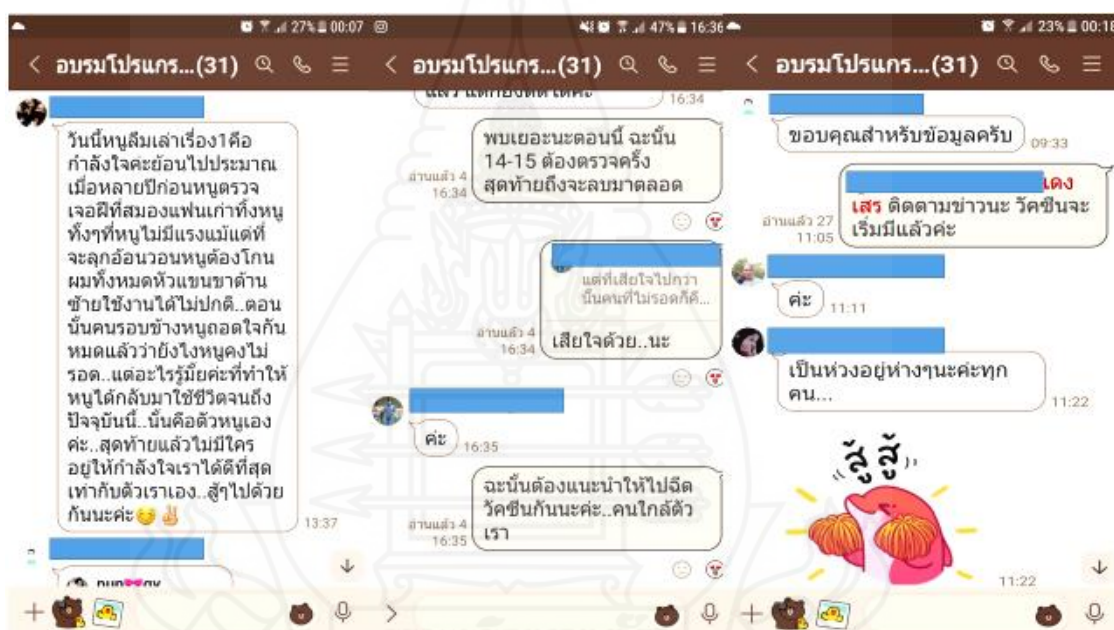 27% 00:07
อบรมโปรแกร...(31)
วันนี้หนูลืมเล่าเรื่อง1คือ
กำลังใจค่ะย้อนไปประมาณ
เมื่อหลายปีก่อนหนูตรวจ
เจอฝีที่สมองแฟนเก่าทิ้งหนู
ทั้งๆที่หนูไม่มีแรงแม้แต่ที่
จะลุกอ้อนวอนหนูต้องโกน
ผมทั้งหมดหัวแขนขาด้าน
ซ้ายใช้งานได้ไม่ปกติ..ตอน
นั้นคนรอบข้างหนูถอดใจกัน
หมดแล้วว่ายังไงหนูคงไม่
รอด..แต่อะไรรู้มั๊ยค่ะที่ทำให้
หนูได้กลับมาใช้ชีวิตจนถึง
ปัจจุบันนี้..นั้นคือตัวหนูเอง
ค่ะ..สุดท้ายแล้วไม่มีใคร
อยู่ให้กำลังใจเราได้ดีที่สุด
เท่ากับตัวเราเอง..สู้ๆไปด้วย
กันนะค่ะ😏✌
13:37
47% 16:36
อบรมโปรแกร...(31)
16:34
พบเยอะนะตอนนี้ ฉะนั้น
14-15 ต้องตรวจครั้ง
สุดท้ายถึงจะลบมาตลอด
อ่านแล้ว 4
16:34
แต่ที่เสียใจไปกว่า
นั้นคนที่ไม่รอดก็คื...
เสียใจด้วย..นะ
อ่านแล้ว 4
16:34
ค่ะ
16:35
ฉะนั้นต้องแนะนำให้ไปฉีด
วัคซีนกันนะคะ..คนใกล้ตัว
เรา
อ่านแล้ว 4
16:35
23% 00:18
อบรมโปรแกร...(31)
ขอบคุณสำหรับข้อมูลครับ
09:33
แดง
เสร ติดตามข่าวนะ วัคซีนจะ
เริ่มมีแล้วค่ะ
อ่านแล้ว 27
11:05
ค่ะ
11:11
เป็นห่วงอยู่ห่างๆนะค่ะทุก
คน...
11:22
สู้ สู้
11:22